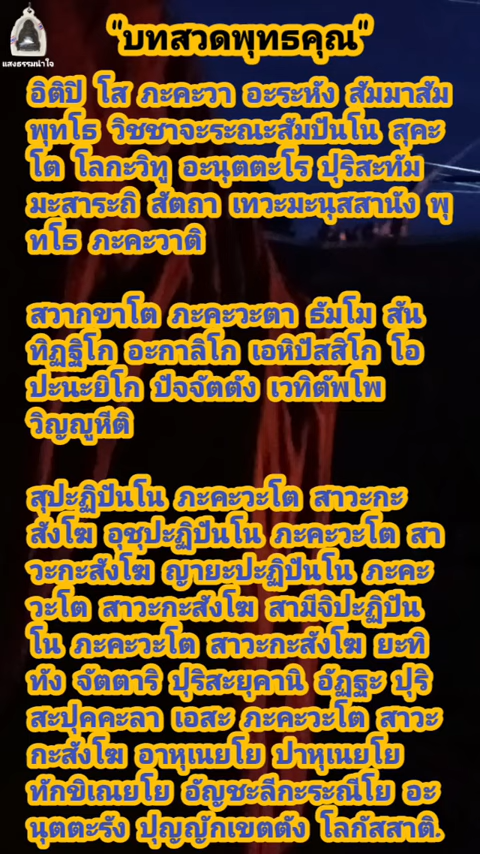 แสงธรรมนำใจ
"บทสวดพุทธคุณ"
อิติปิ โส ภะคะวา อะระหัง สัมมาสัม
พุทโธ วิชชาจะระณะสัมปันโน สุคะ
โต โลกะวิทู อะนุตตะโร ปุริสะทัม
มะสาระถิ สัตถา เทวะมะนุสสานัง พุ
ทโธ ภะคะวาติ
สวากขาโต ภะคะวะตา ธัมโม สัน
ทิฏฐิโก อะกาลิโก เอหิปัสสิโก โอ
ปะนะยิโก ปัจจัตตัง เวทิตัพโพ
วิญญูหีติ
สุปะฏิปันโน ภะคะวะโต สาวะกะ
สังโฆ อุชุปะฏิปันโน ภะคะวะโต สา
วะกะสังโฆ ญายะปะฏิปันโน ภะคะ
วะโต สาวะกะสังโฆ สามีจิปะฏิปัน
โน ภะคะวะโต สาวะกะสังโฆ ยะทิ
ทัง จัตตาริ ปุริสะยุคานิ อัฏฐะ ปุริ
สะปุคคะลา เอสะ ภะคะวะโต สาวะ
กะสังโฆ อาหุเนยโย ปาหุเนยโย
ทักขิเณยโย อัญชะลีกะระณีโย อะ
นุตตะรัง ปุญญักเขตตัง โลกัสสาติ.